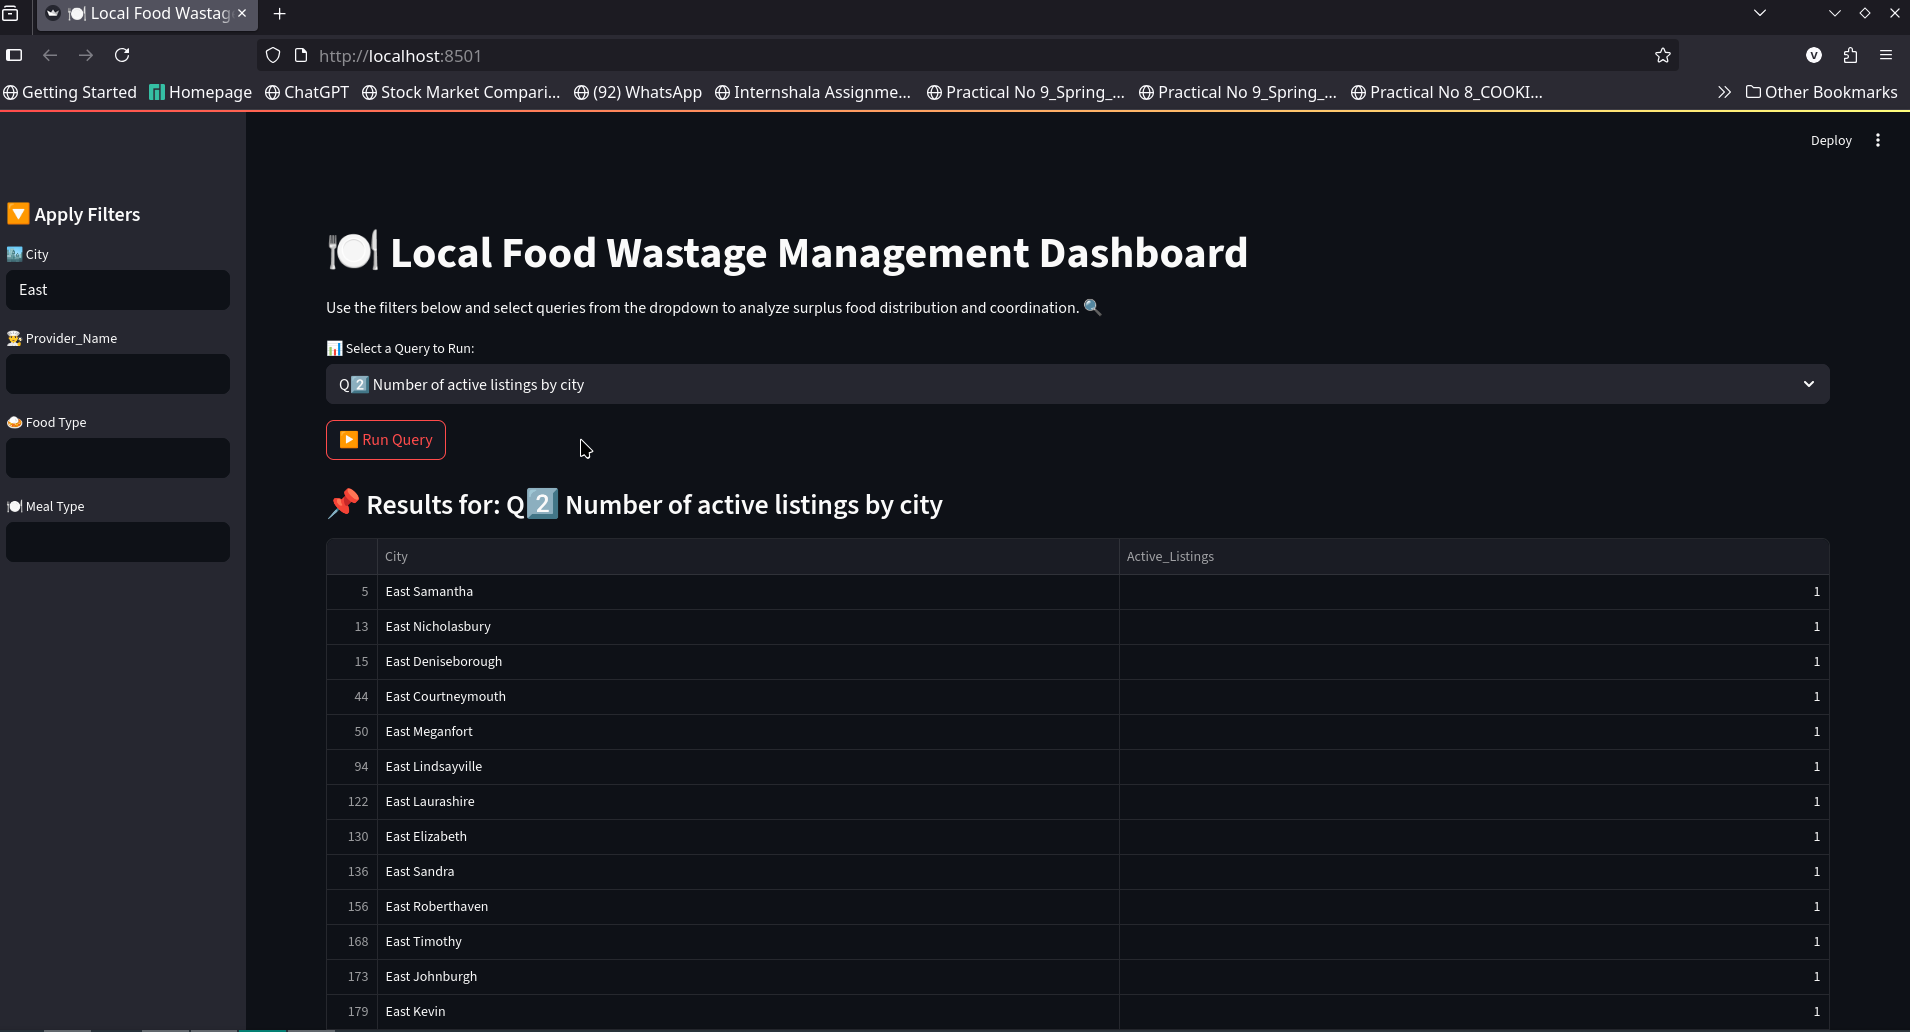 🍽️ Local Food Wastag
http://localhost:8501
V
Getting Started Homepage ChatGPT Stock Market Compari... (92) WhatsApp Internshala Assignme... Practical No 9_Spring_... Practical No 9_Spring_... Practical No 8_COOKI... Other Bookmarks
Deploy
🔽 Apply Filters
🏙️ City
East
👨‍🍳 Provider_Name
🍛 Food Type
🍽️ Meal Type
🍽️ Local Food Wastage Management Dashboard
Use the filters below and select queries from the dropdown to analyze surplus food distribution and coordination. 🔍
📊 Select a Query to Run:
Q2️⃣ Number of active listings by city
▶️ Run Query
📌 Results for: Q2️⃣ Number of active listings by city
City Active_Listings
5 East Samantha 1
13 East Nicholasbury 1
15 East Deniseborough 1
44 East Courtneymouth 1
50 East Meganfort 1
94 East Lindsayville 1
122 East Laurashire 1
130 East Elizabeth 1
136 East Sandra 1
156 East Roberthaven 1
168 East Timothy 1
173 East Johnburgh 1
179 East Kevin 1